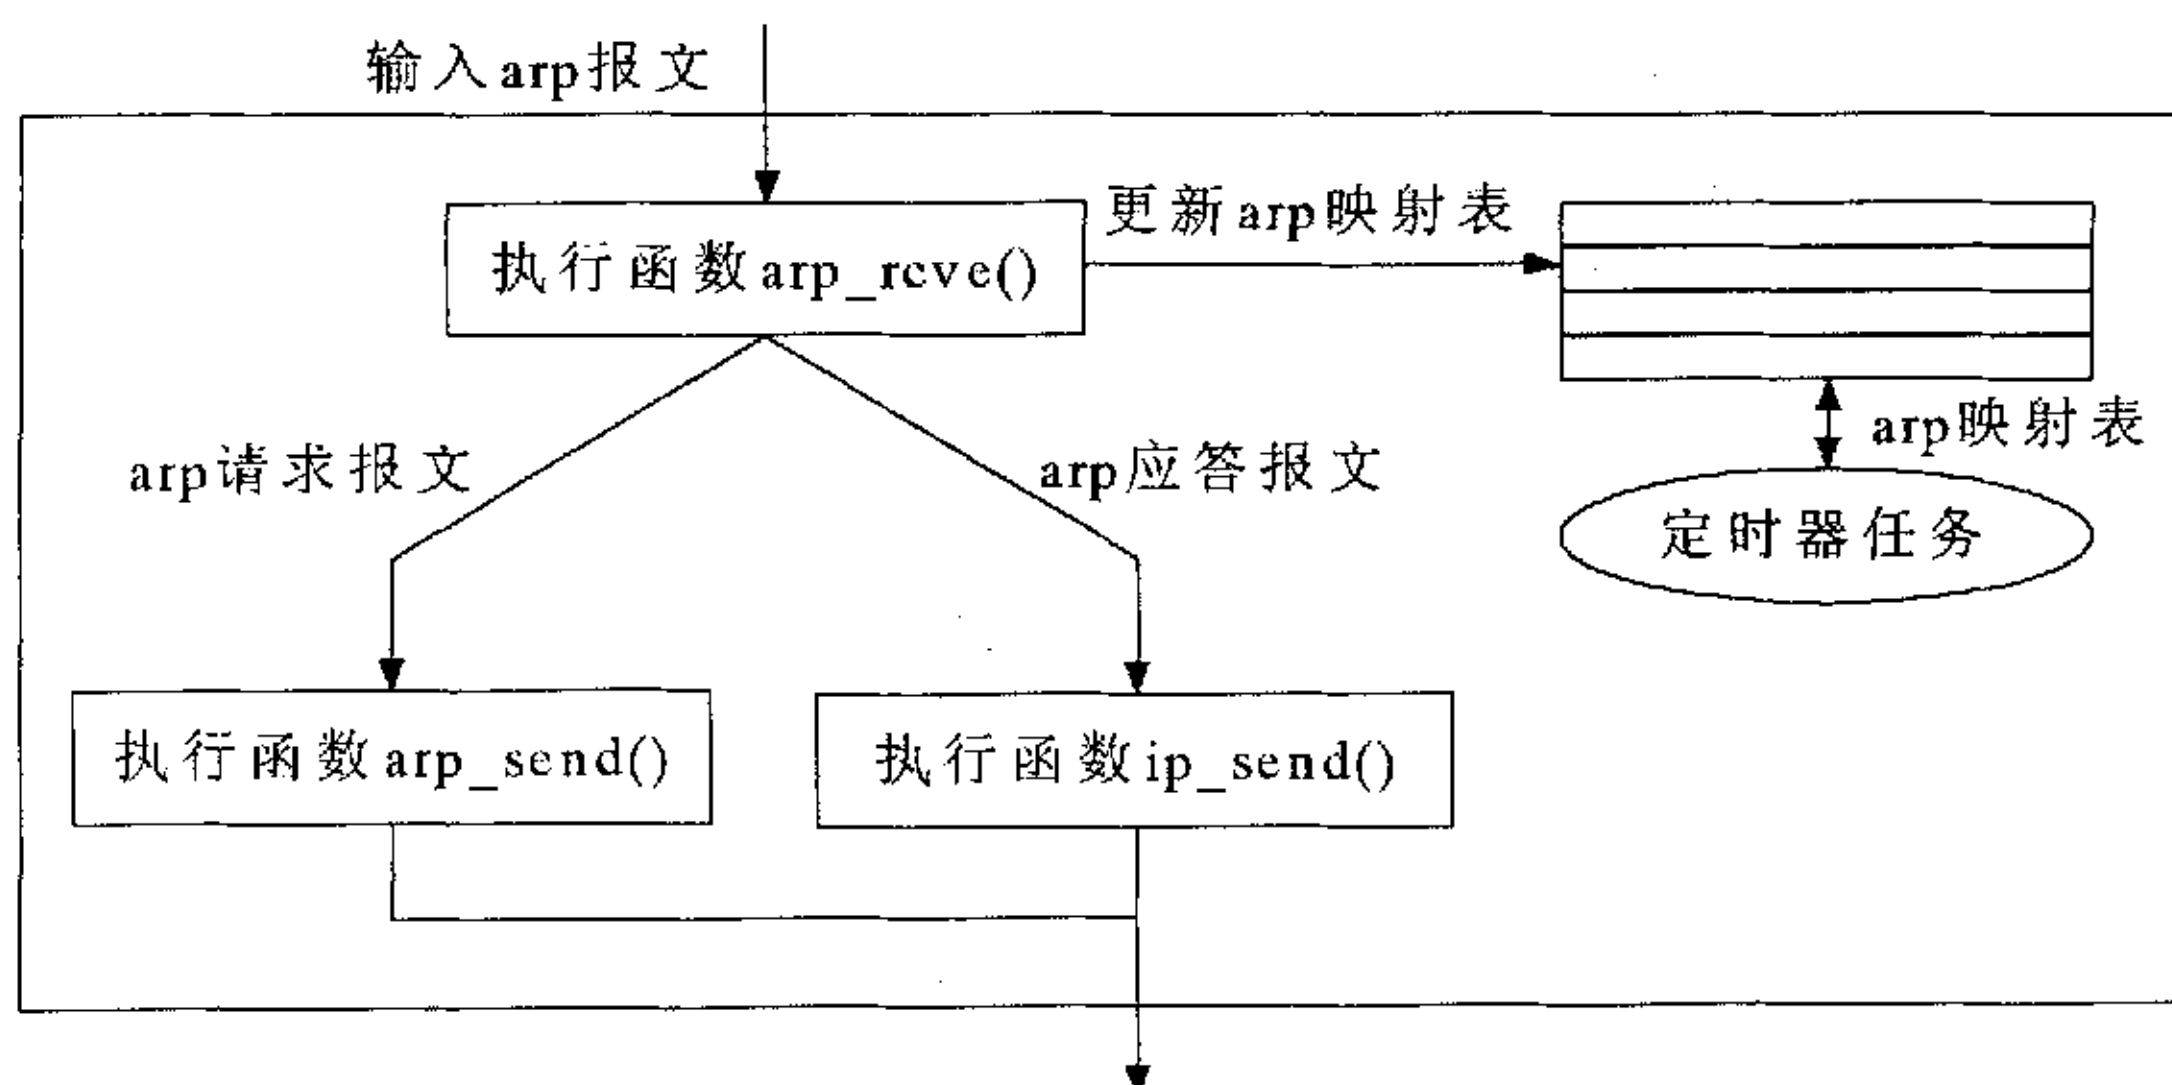 输入arp报文
更新arp映射表
执行函数arp_rcve()
arp映射表
arp请求报文
arp应答报文
定时器任务
执行函数arp_send()
执行函数ip_send()